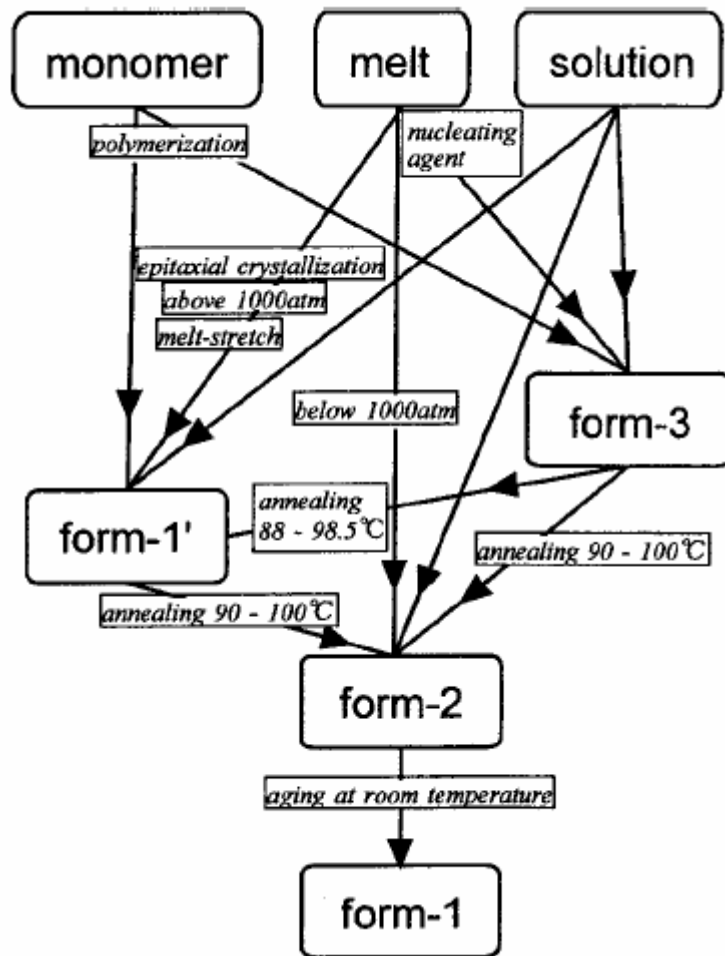 monomer
melt
solution
polymerization
nucleating
agent
epitaxial crystallization
above 1000atm
melt-stretch
below 1000atm
form-3
form-1'
annealing
88 - 98.5℃
annealing 90 - 100℃
annealing 90 - 100℃
form-2
aging at room temperature
form-1